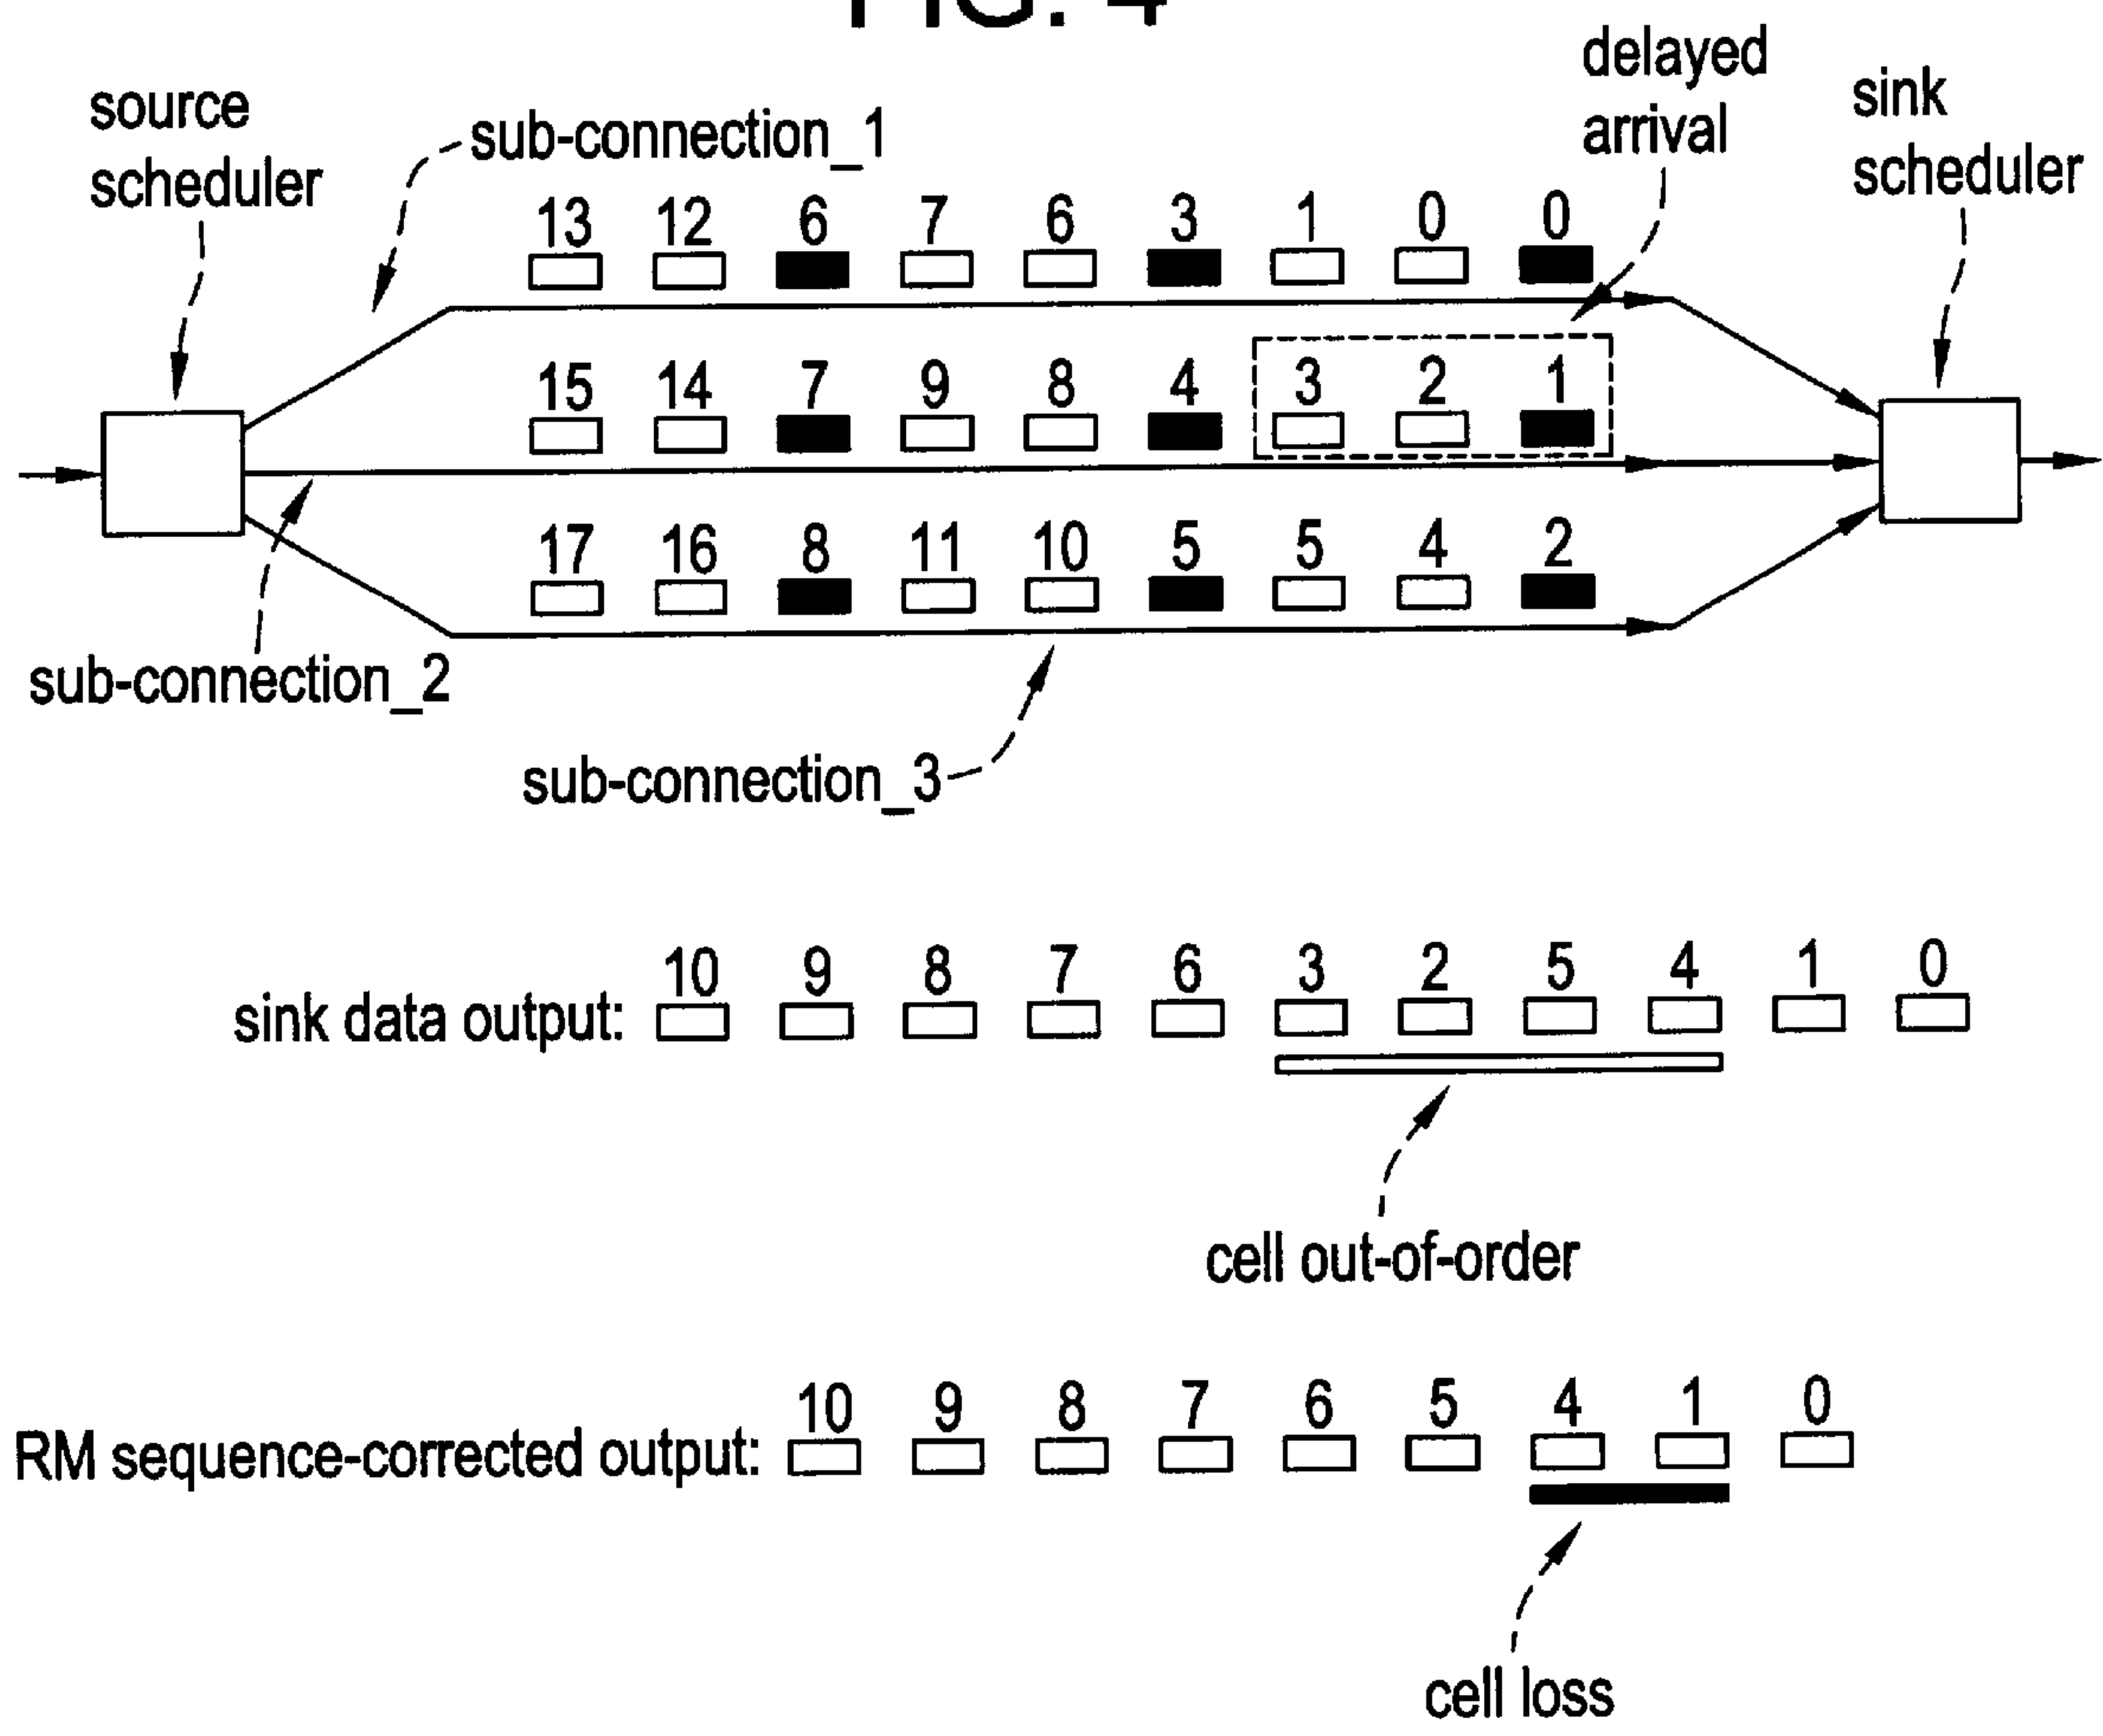 FIG. 4
source
scheduler
sub-connection_1
delayed
arrival
sink
scheduler
13 12 6 7 6 3 1 0 0
15 14 7 9 8 4 3 2 1
17 16 8 11 10 5 5 4 2
sub-connection_2
sub-connection_3
10 9 8 7 6 3 2 5 4 1 0
sink data output:
cell out-of-order
10 9 8 7 6 5 4 1 0
RM sequence-corrected output:
cell loss